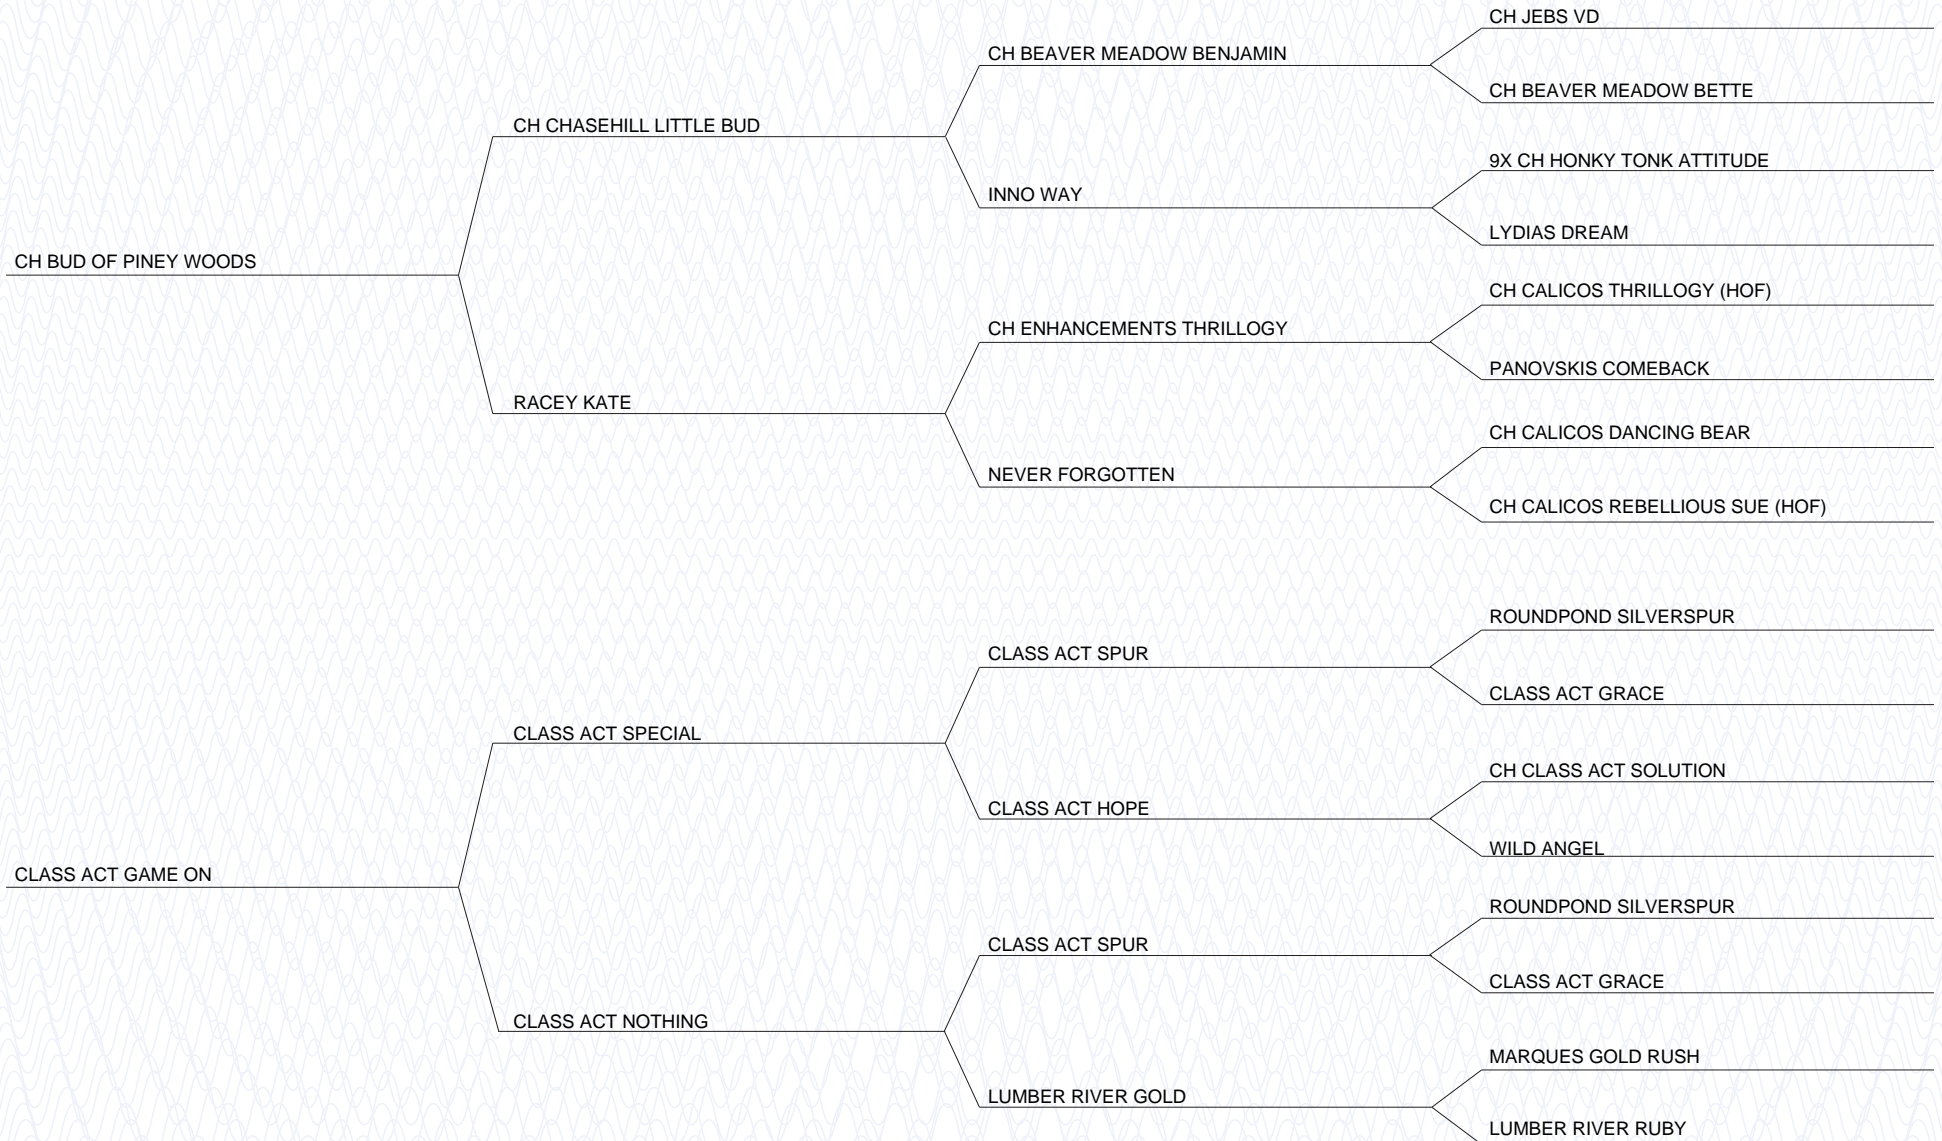 CH JEBS VD
CH BEAVER MEADOW BENJAMIN
CH BEAVER MEADOW BETTE
CH CHASEHILL LITTLE BUD
9X CH HONKY TONK ATTITUDE
INNO WAY
LYDIAS DREAM
CH BUD OF PINEY WOODS
CH CALICOS THRILLOGY (HOF)
CH ENHANCEMENTS THRILLOGY
PANOVSKIS COMEBACK
RACEY KATE
CH CALICOS DANCING BEAR
NEVER FORGOTTEN
CH CALICOS REBELLIOUS SUE (HOF)
ROUNDPOND SILVERSPUR
CLASS ACT SPUR
CLASS ACT GRACE
CLASS ACT SPECIAL
CH CLASS ACT SOLUTION
CLASS ACT HOPE
WILD ANGEL
CLASS ACT GAME ON
ROUNDPOND SILVERSPUR
CLASS ACT SPUR
CLASS ACT GRACE
CLASS ACT NOTHING
MARQUES GOLD RUSH
LUMBER RIVER GOLD
LUMBER RIVER RUBY